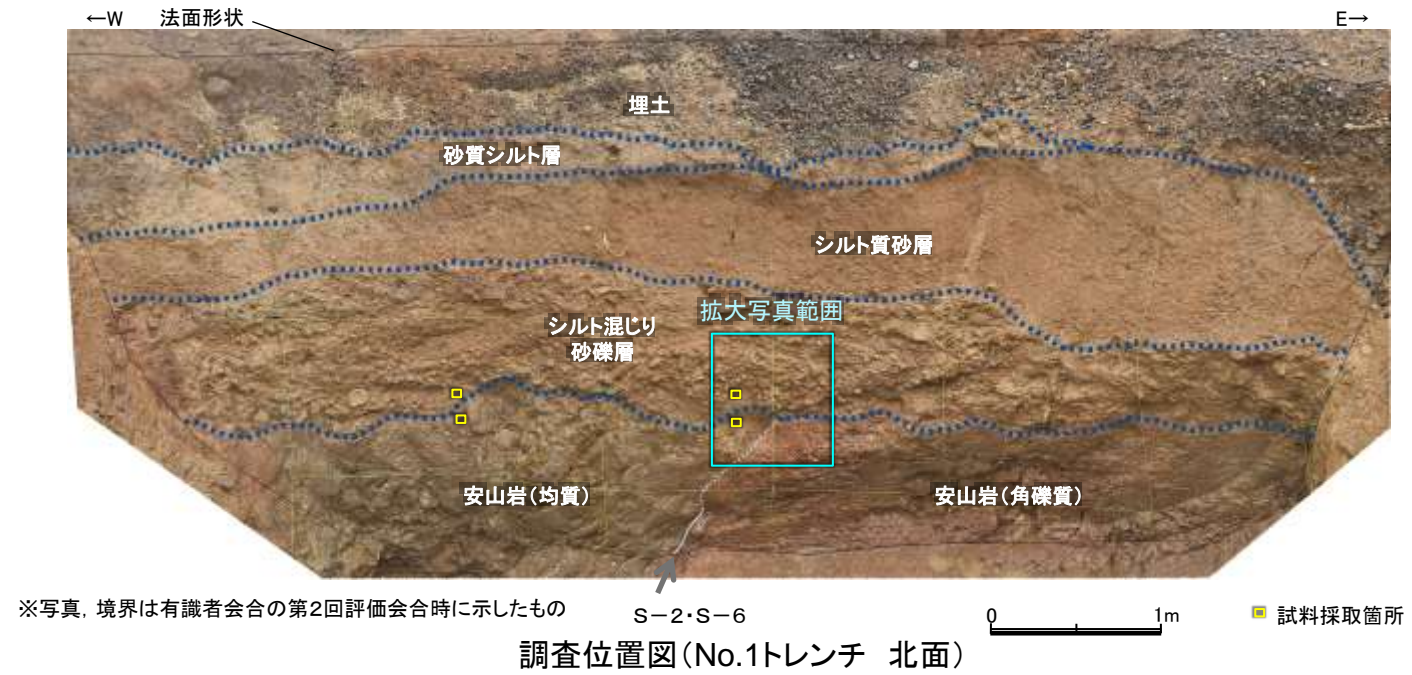 ←W 法面形状 E→
埋土
砂質シルト層
シルト質砂層
拡大写真範囲
シルト混じり
砂礫層
安山岩(均質) 安山岩(角礫質)
※写真, 境界は有識者会合の第2回評価会合時に示したもの
S-2・S-6
0 1m
試料採取箇所
調査位置図(No.1トレンチ 北面)